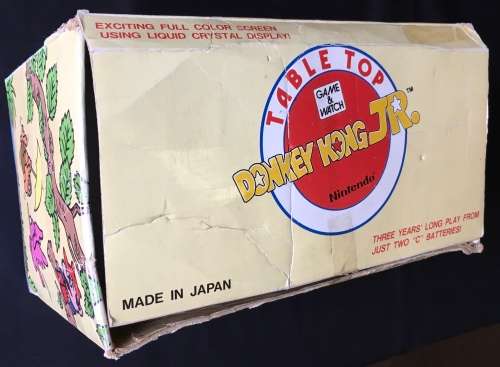 EXCITING FULL COLOR SCREEN
USING LIQUID CRYSTAL DISPLAY!
TABLE TOP
GAME
&
WATCH
DONKEY KONG JR.™
Nintendo®
THREE YEARS' LONG PLAY FROM
JUST TWO "C" BATTERIES!
MADE IN JAPAN